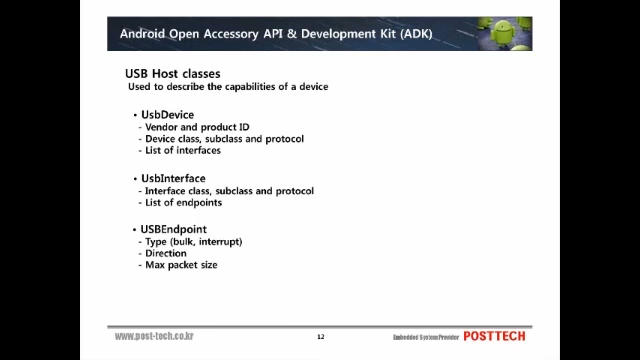 Android Open Accessory API & Development Kit (ADK)
USB Host classes
Used to describe the capabilities of a device
• UsbDevice
- Vendor and product ID
- Device class, subclass and protocol
- List of interfaces
• UsbInterface
- Interface class, subclass and protocol
- List of endpoints
• USBEndpoint
- Type (bulk, interrupt)
- Direction
- Max packet size
www.post-tech.co.kr 12 Embedded System Provider POSTTECH